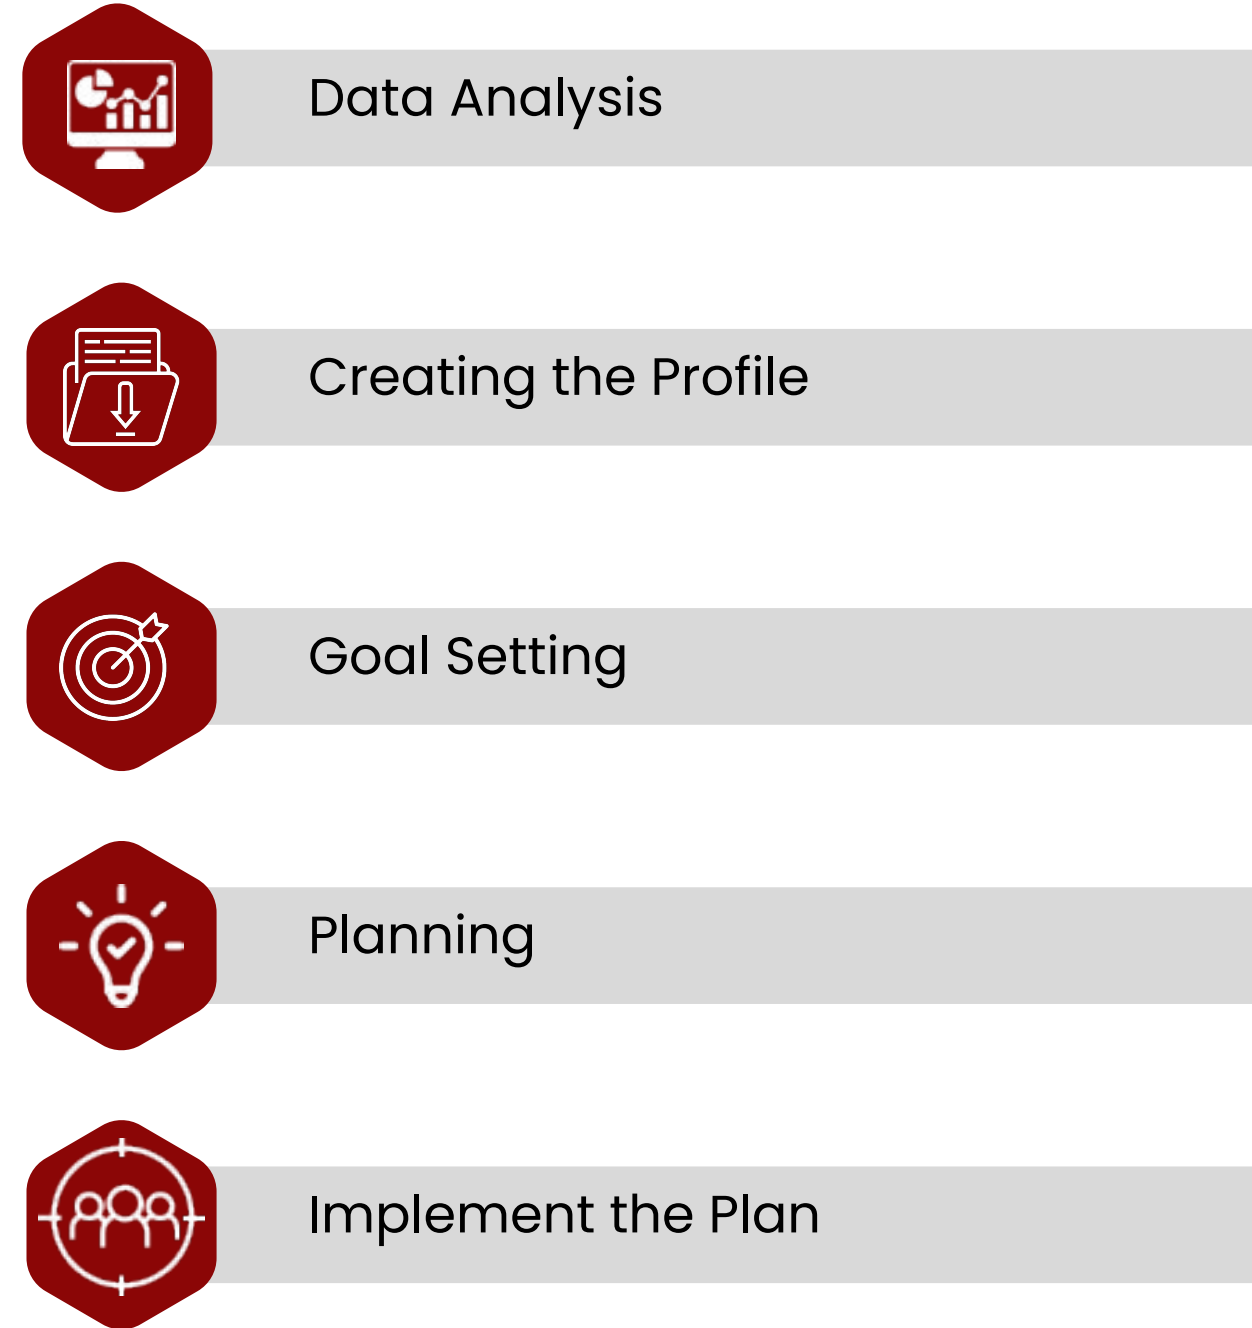 Data Analysis
Creating the Profile
Goal Setting
Planning
Implement the Plan